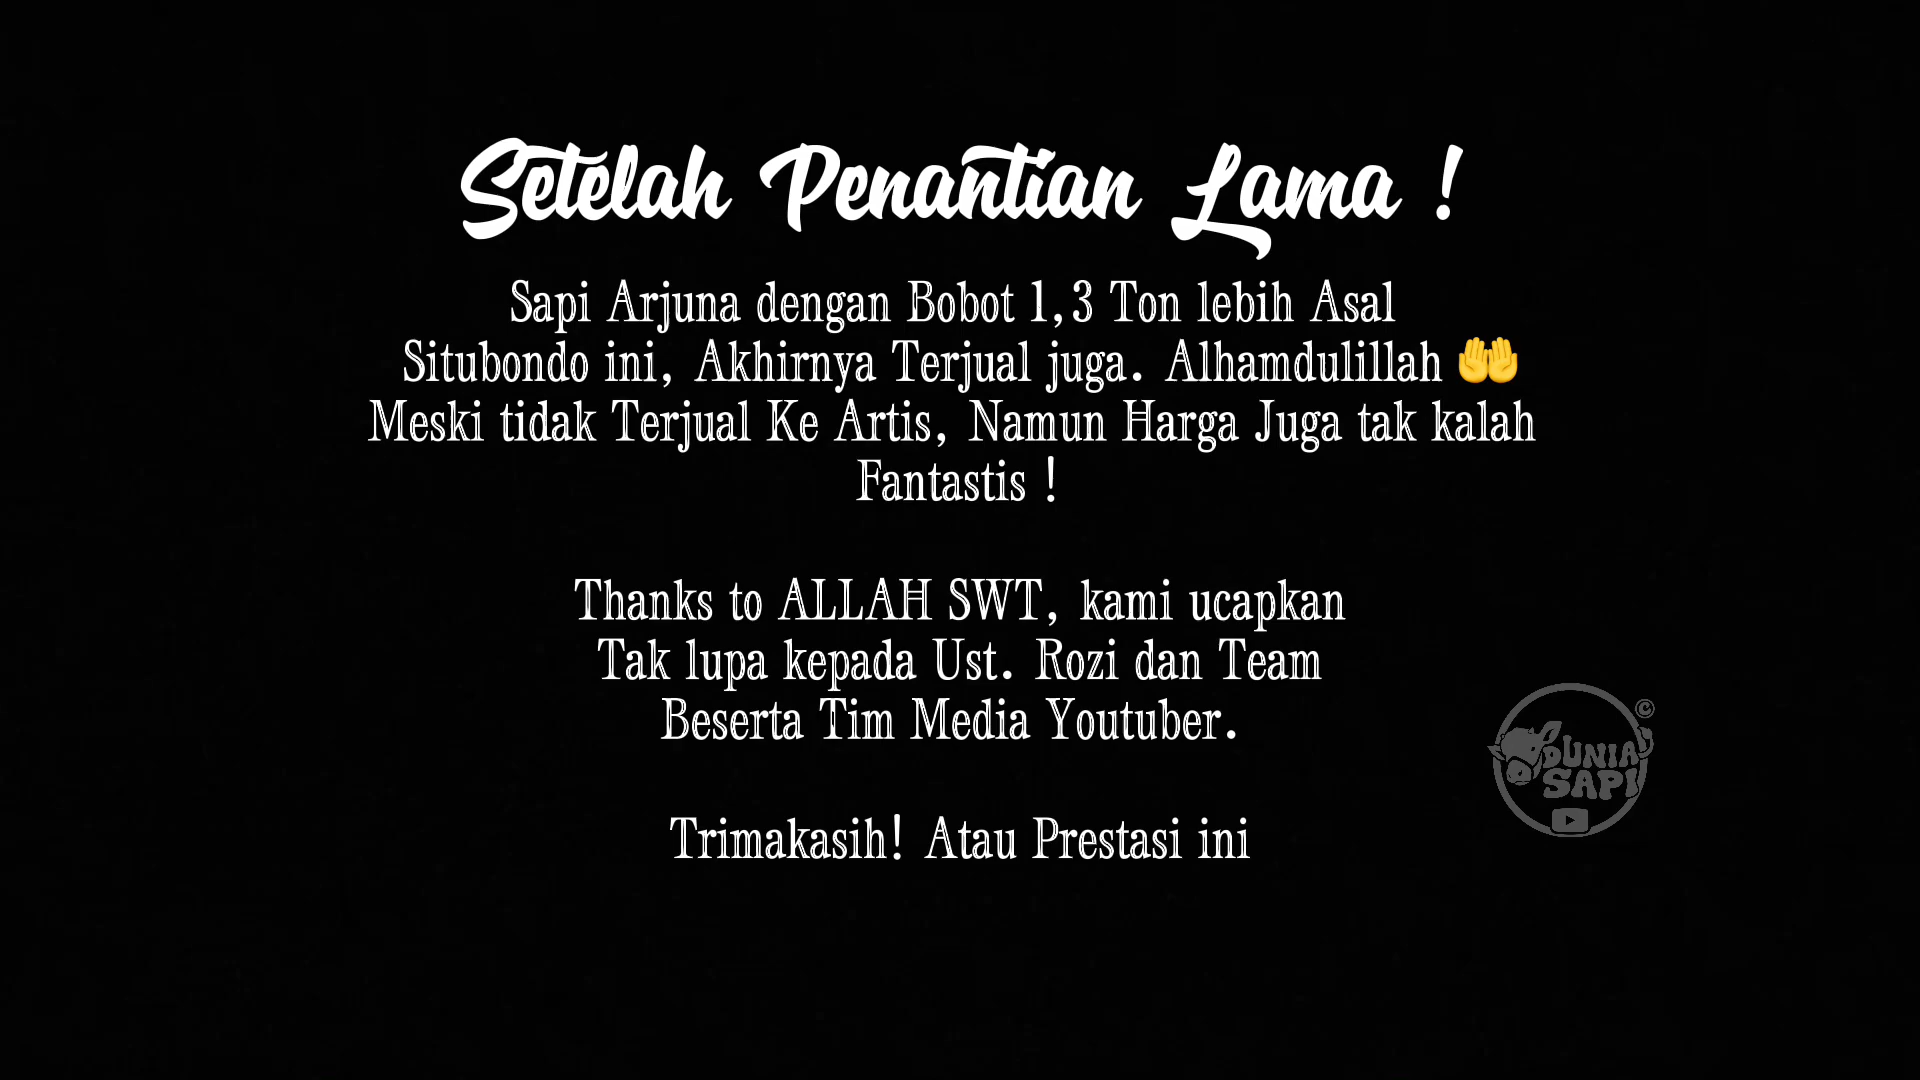 Setelah Penantian Lama !
Sapi Arjuna dengan Bobot 1,3 Ton lebih Asal
Situbondo ini, Akhirnya Terjual juga. Alhamdulillah 🤲
Meski tidak Terjual Ke Artis, Namun Harga Juga tak kalah
Fantastis !
Thanks to ALLAH SWT, kami ucapkan
Tak lupa kepada Ust. Rozi dan Team
Beserta Tim Media Youtuber.
Trimakasih! Atau Prestasi ini
©
DUNIA
SAPI